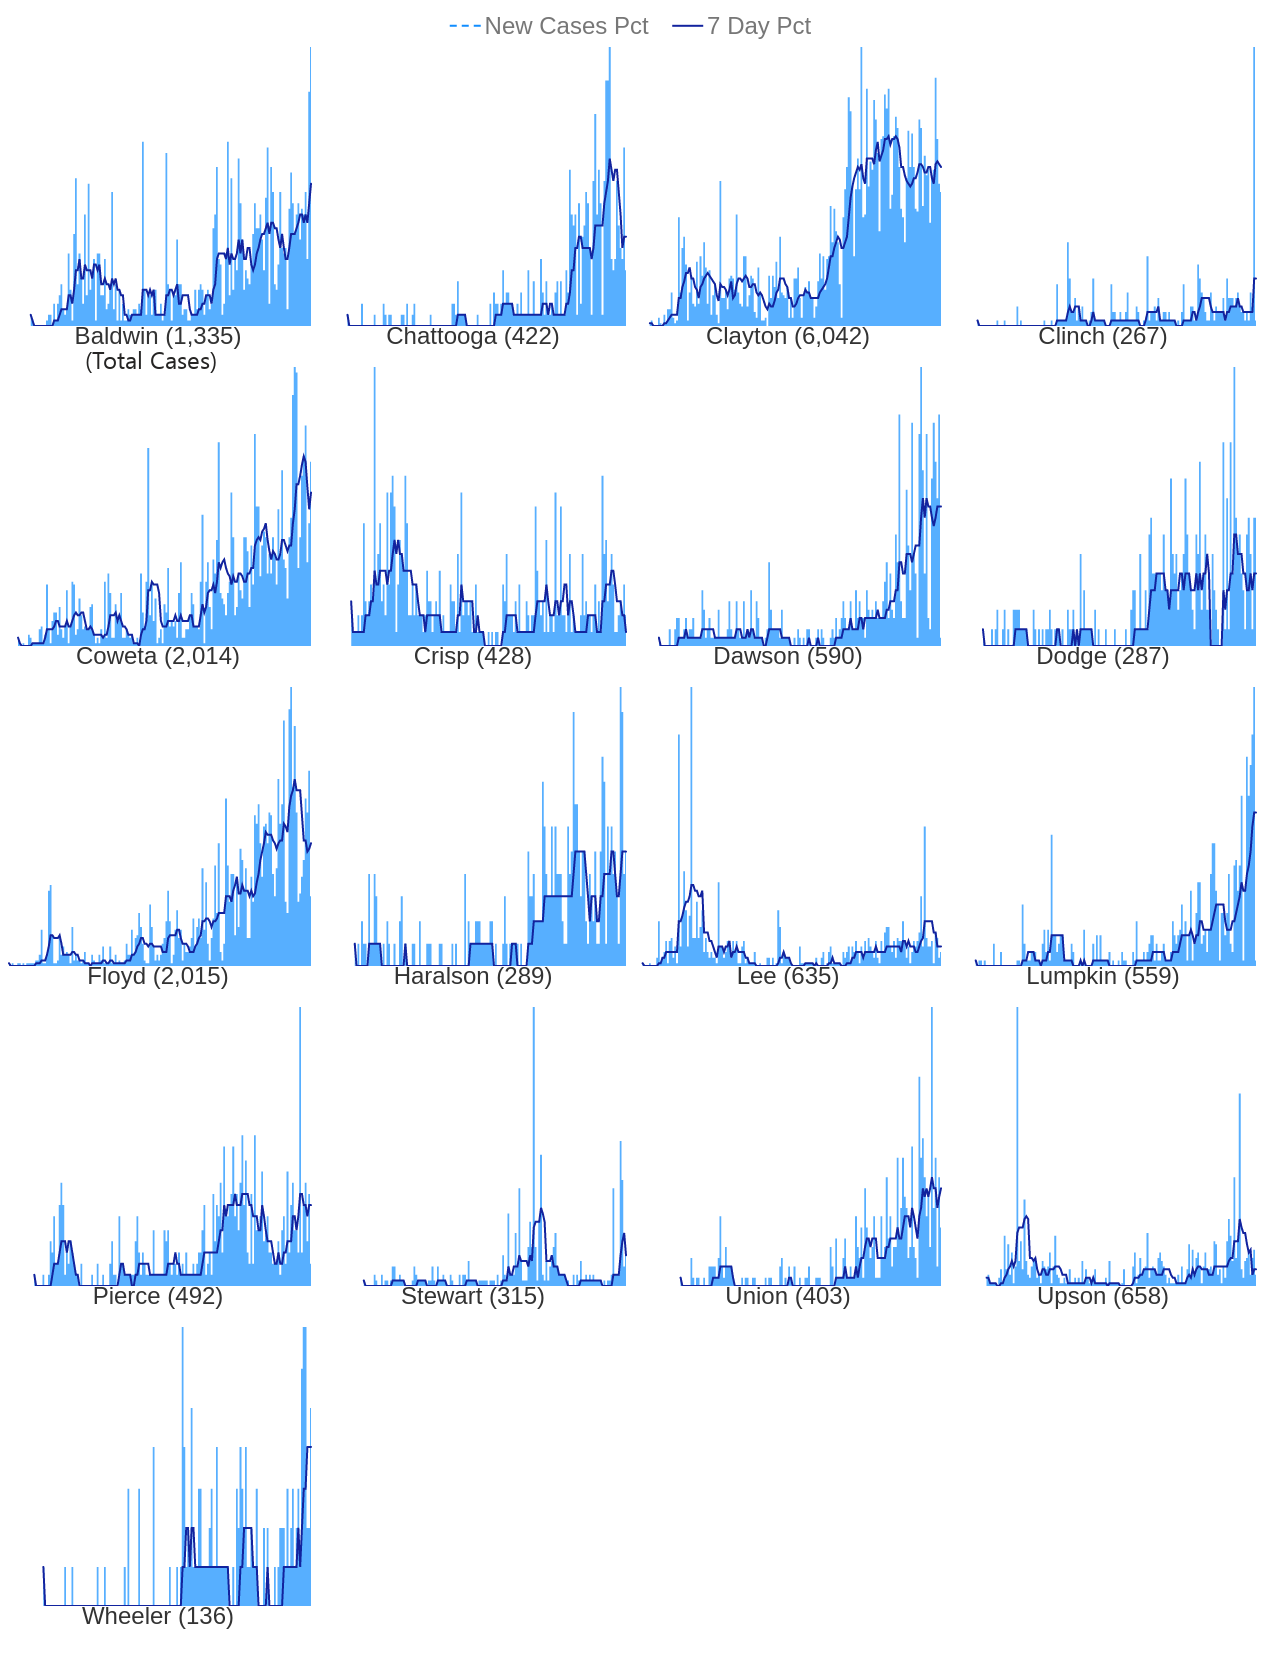 New Cases Pct 7 Day Pct
Baldwin (1,335) Chattooga (422) Clayton (6,042) Clinch (267)
(Total Cases)
Coweta (2,014) Crisp (428) Dawson (590) Dodge (287)
Floyd (2,015) Haralson (289) Lee (635) Lumpkin (559)
Pierce (492) Stewart (315) Union (403) Upson (658)
Wheeler (136)